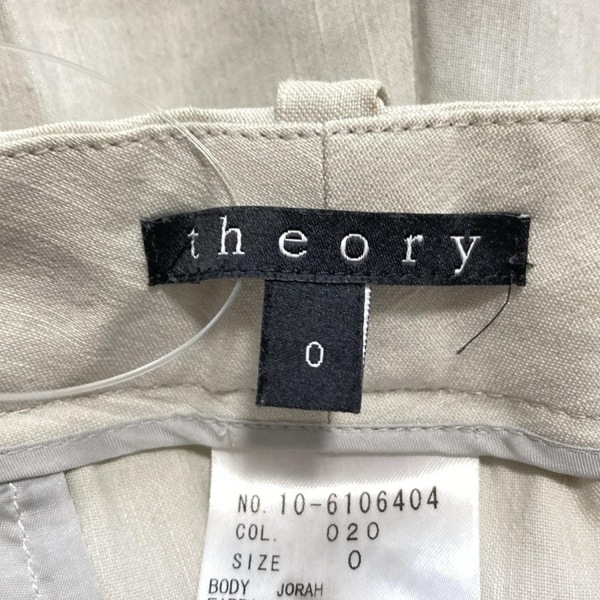 theory
0
NO. 10-6106404
COL. 020
SIZE 0
BODY JORAH